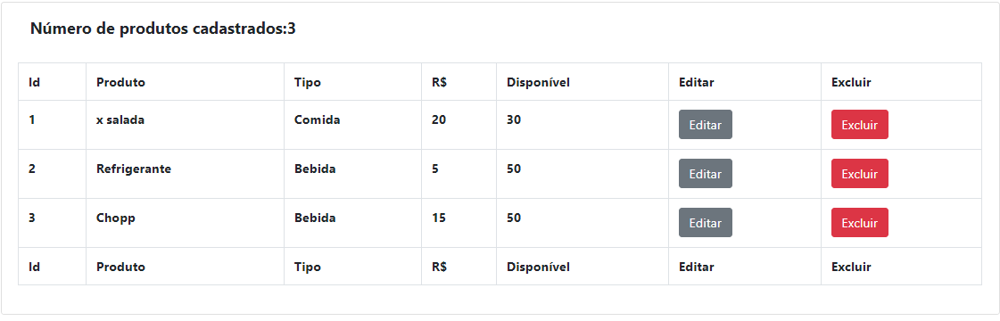 Número de produtos cadastrados:3
Id Produto Tipo R$ Disponível Editar Excluir
1 x salada Comida 20 30 Editar Excluir
2 Refrigerante Bebida 5 50 Editar Excluir
3 Chopp Bebida 15 50 Editar Excluir
Id Produto Tipo R$ Disponível Editar Excluir